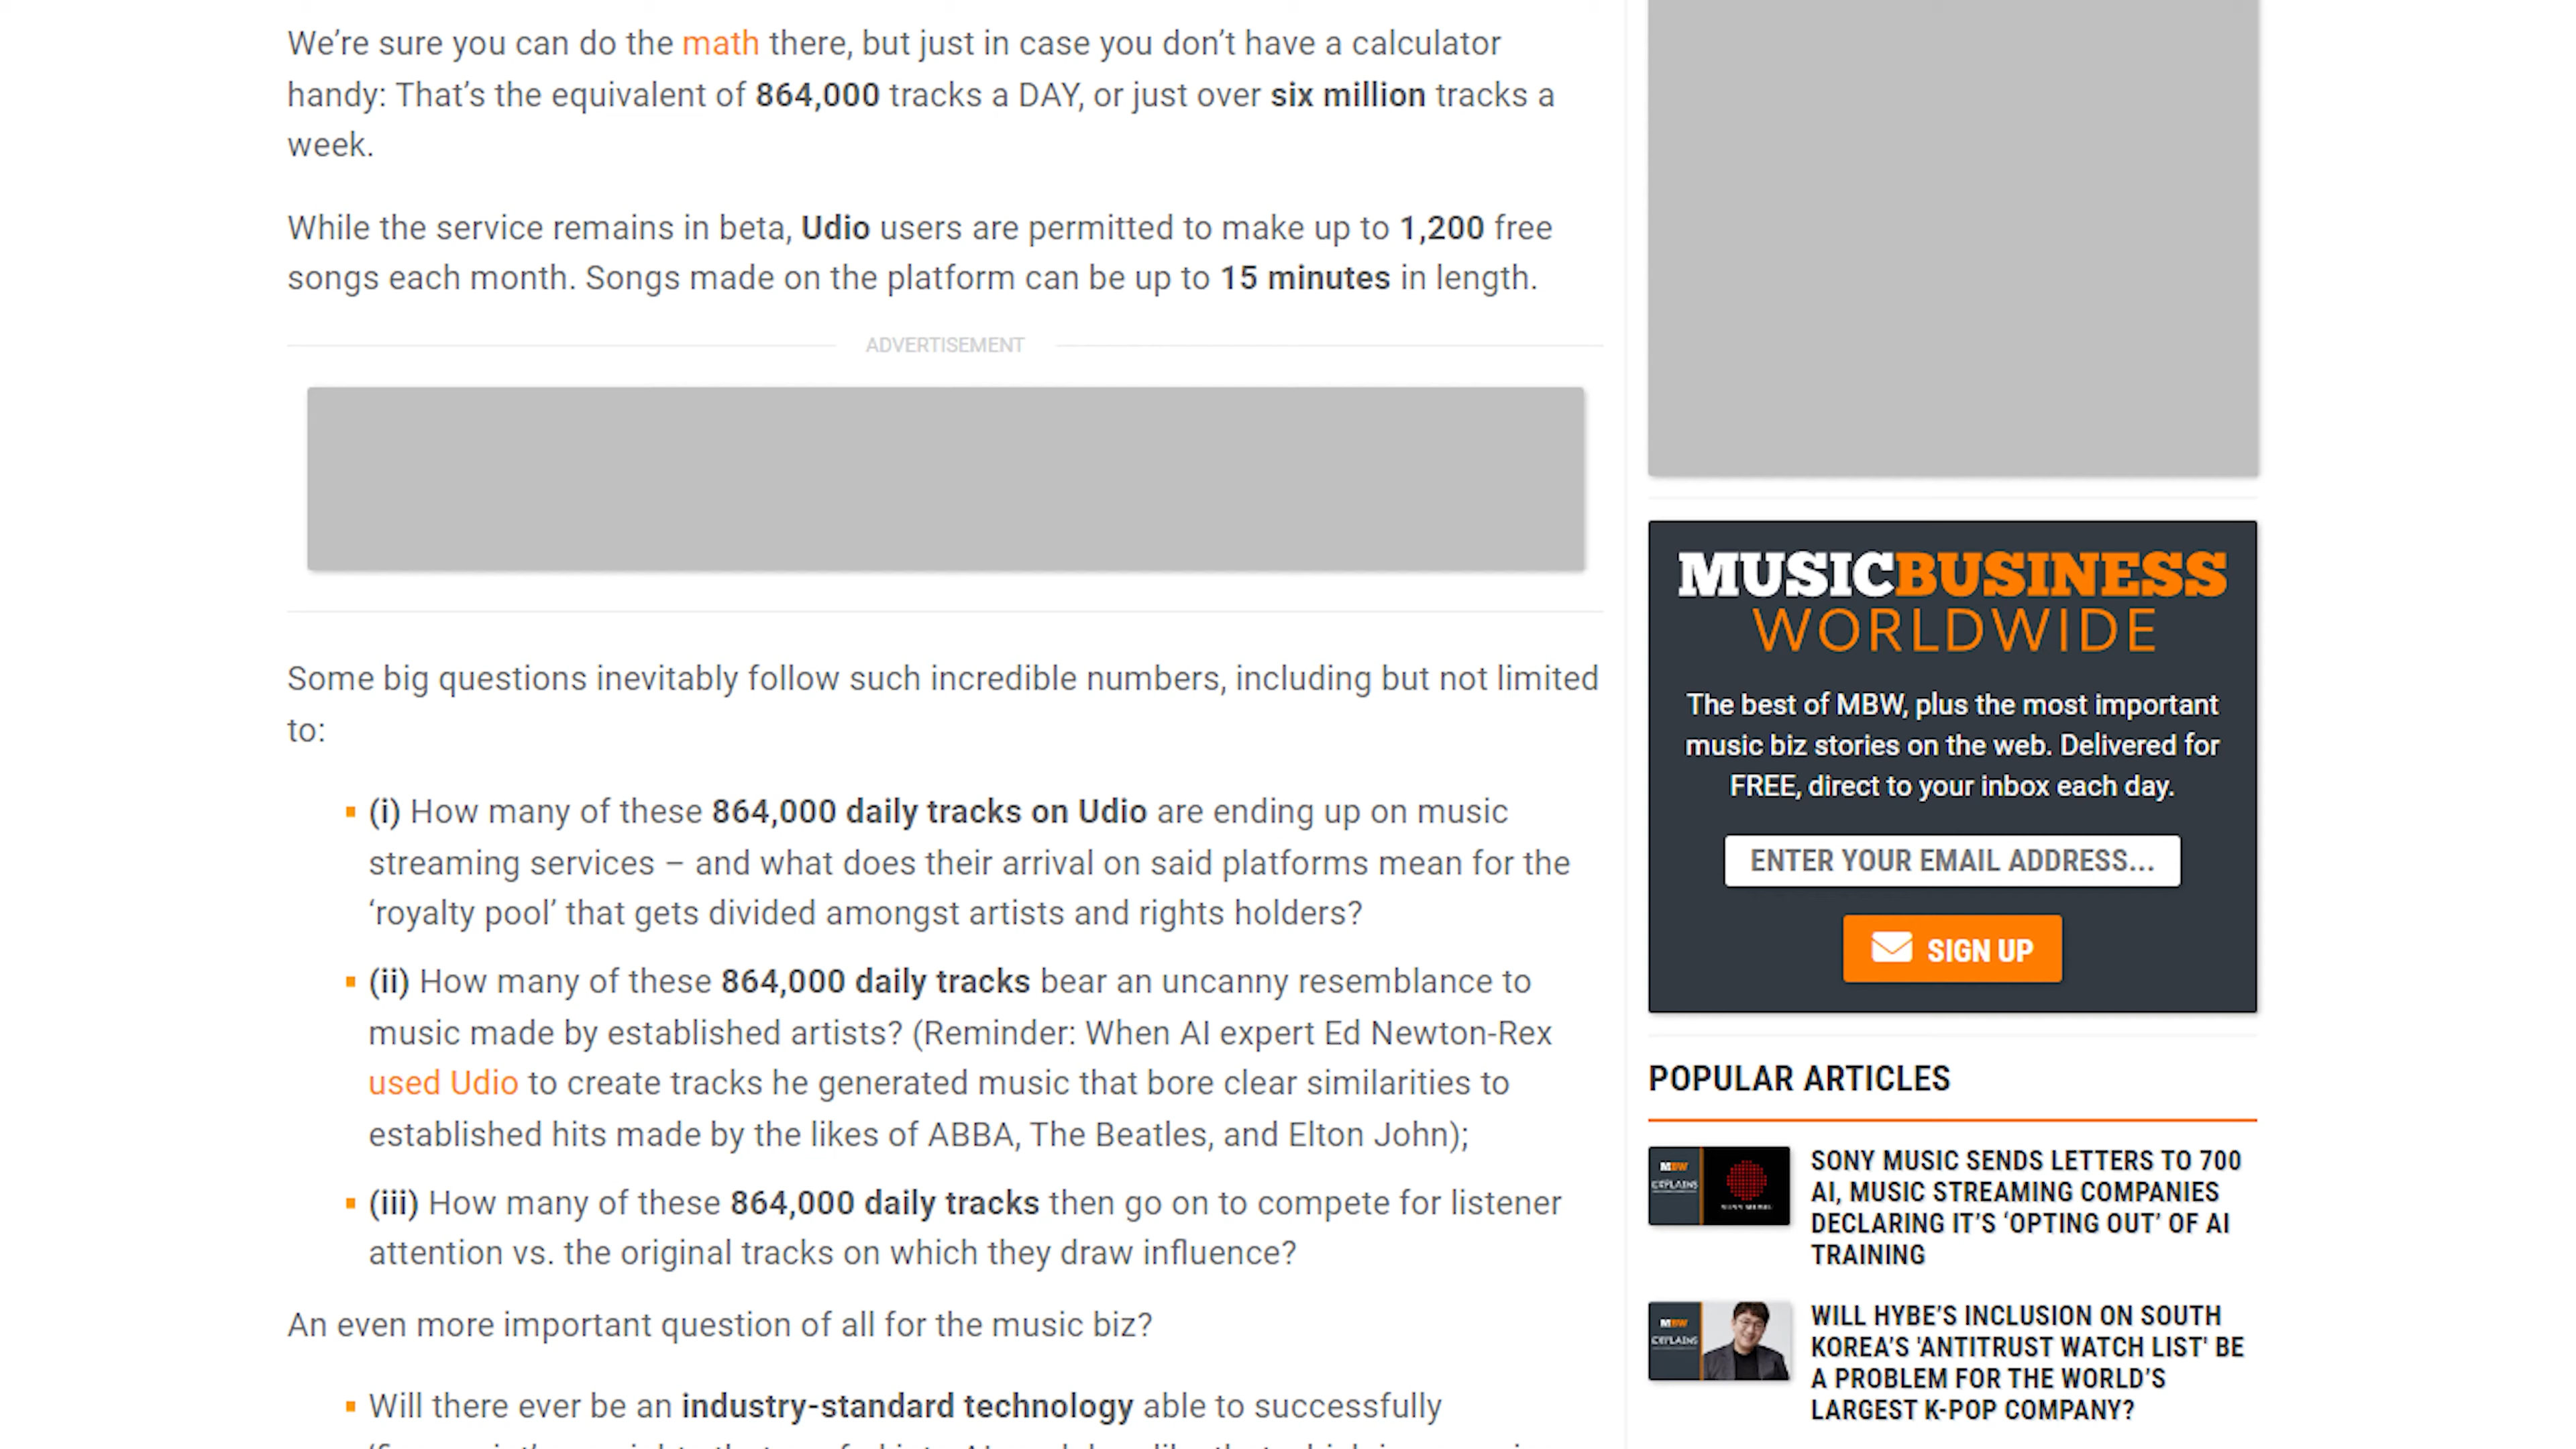 We’re sure you can do the math there, but just in case you don’t have a calculator
handy: That’s the equivalent of 864,000 tracks a DAY, or just over six million tracks a
week.
While the service remains in beta, Udio users are permitted to make up to 1,200 free
songs each month. Songs made on the platform can be up to 15 minutes in length.
ADVERTISEMENT
Some big questions inevitably follow such incredible numbers, including but not limited
to:
(i) How many of these 864,000 daily tracks on Udio are ending up on music
streaming services – and what does their arrival on said platforms mean for the
‘royalty pool’ that gets divided amongst artists and rights holders?
(ii) How many of these 864,000 daily tracks bear an uncanny resemblance to
music made by established artists? (Reminder: When AI expert Ed Newton-Rex
used Udio to create tracks he generated music that bore clear similarities to
established hits made by the likes of ABBA, The Beatles, and Elton John);
(iii) How many of these 864,000 daily tracks then go on to compete for listener
attention vs. the original tracks on which they draw influence?
An even more important question of all for the music biz?
Will there ever be an industry-standard technology able to successfully
MUSICBUSINESS
WORLDWIDE
The best of MBW, plus the most important
music biz stories on the web. Delivered for
FREE, direct to your inbox each day.
ENTER YOUR EMAIL ADDRESS...
SIGN UP
POPULAR ARTICLES
MBW
EXPLAINS
SONY MUSIC
SONY MUSIC SENDS LETTERS TO 700
AI, MUSIC STREAMING COMPANIES
DECLARING IT’S ‘OPTING OUT’ OF AI
TRAINING
MBW
EXPLAINS
WILL HYBE’S INCLUSION ON SOUTH
KOREA’S 'ANTITRUST WATCH LIST' BE
A PROBLEM FOR THE WORLD’S
LARGEST K-POP COMPANY?